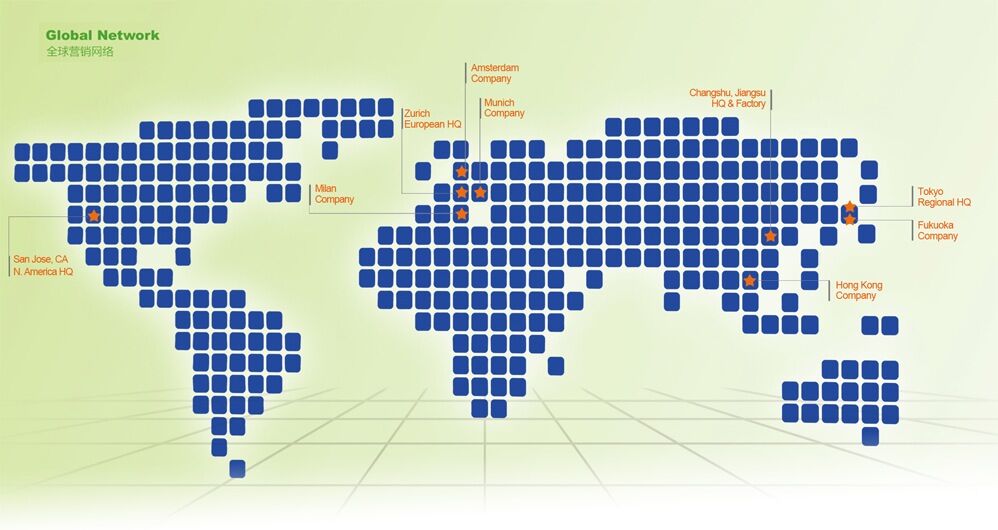 Global Network
全球营销网络
Amsterdam
Company
Munich
Company
Zurich
European HQ
Changshu, Jiangsu
HQ & Factory
Milan
Company
Tokyo
Regional HQ
Fukuoka
Company
San Jose, CA
N. America HQ
Hong Kong
Company